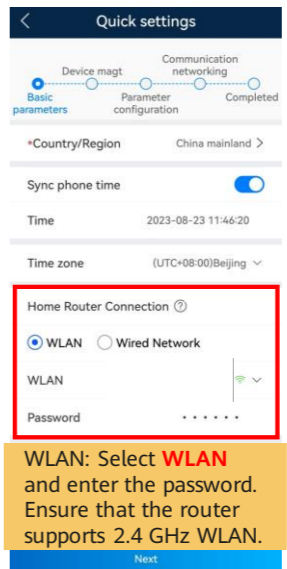 Quick settings
Communication
Device magt networking
Basic Parameter Completed
parameters configuration
*Country/Region China mainland >
Sync phone time
Time 2023-08-23 11:46:20
Time zone (UTC+08:00)Beijing
Home Router Connection ?
WLAN Wired Network
WLAN
Password ······
WLAN: Select WLAN
and enter the password.
Ensure that the router
supports 2.4 GHz WLAN.
Next